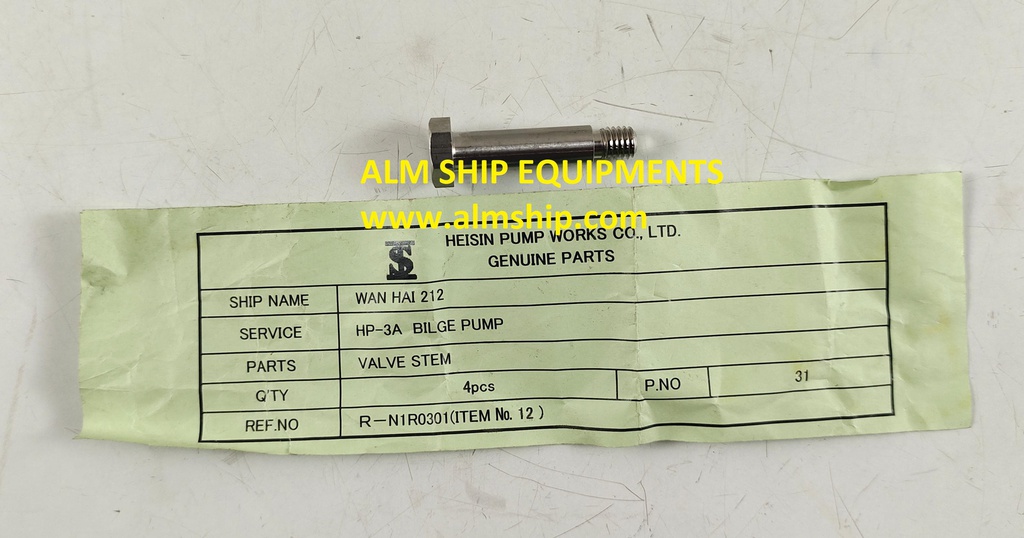 ALM SHIP EQUIPMENTS
www.almship.com
HEISIN PUMP WORKS CO., LTD.
GENUINE PARTS
SHIP NAME WAN HAI 212
SERVICE HP-3A BILGE PUMP
PARTS VALVE STEM
Q'TY 4pcs P.NO 31
REF.NO R-N1R0301(ITEM No. 12)